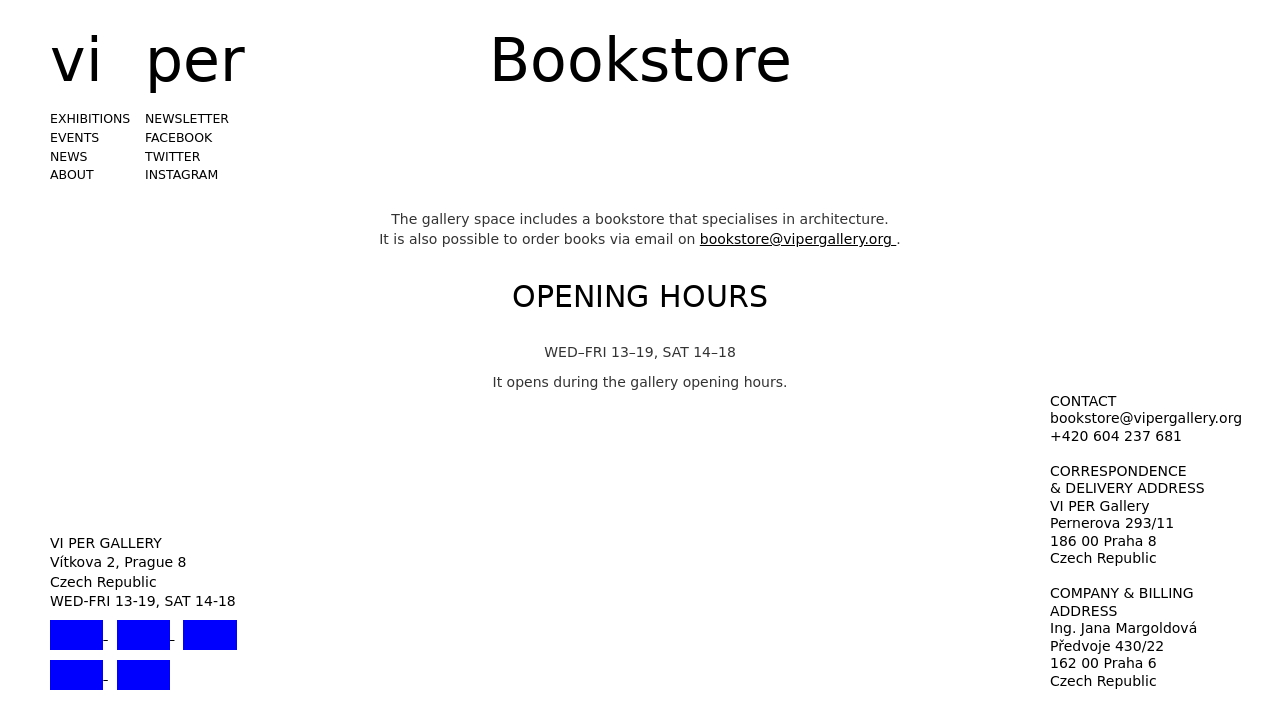 vi per
Bookstore
EXHIBITIONS
EVENTS
NEWS
ABOUT
NEWSLETTER
FACEBOOK
TWITTER
INSTAGRAM
The gallery space includes a bookstore that specialises in architecture.
It is also possible to order books via email on bookstore@vipergallery.org .
OPENING HOURS
WED–FRI 13–19, SAT 14–18
It opens during the gallery opening hours.
VI PER GALLERY
Vítkova 2, Prague 8
Czech Republic
WED-FRI 13-19, SAT 14-18
CONTACT
bookstore@vipergallery.org
+420 604 237 681
CORRESPONDENCE
& DELIVERY ADDRESS
VI PER Gallery
Pernerova 293/11
186 00 Praha 8
Czech Republic
COMPANY & BILLING
ADDRESS
Ing. Jana Margoldová
Předvoje 430/22
162 00 Praha 6
Czech Republic